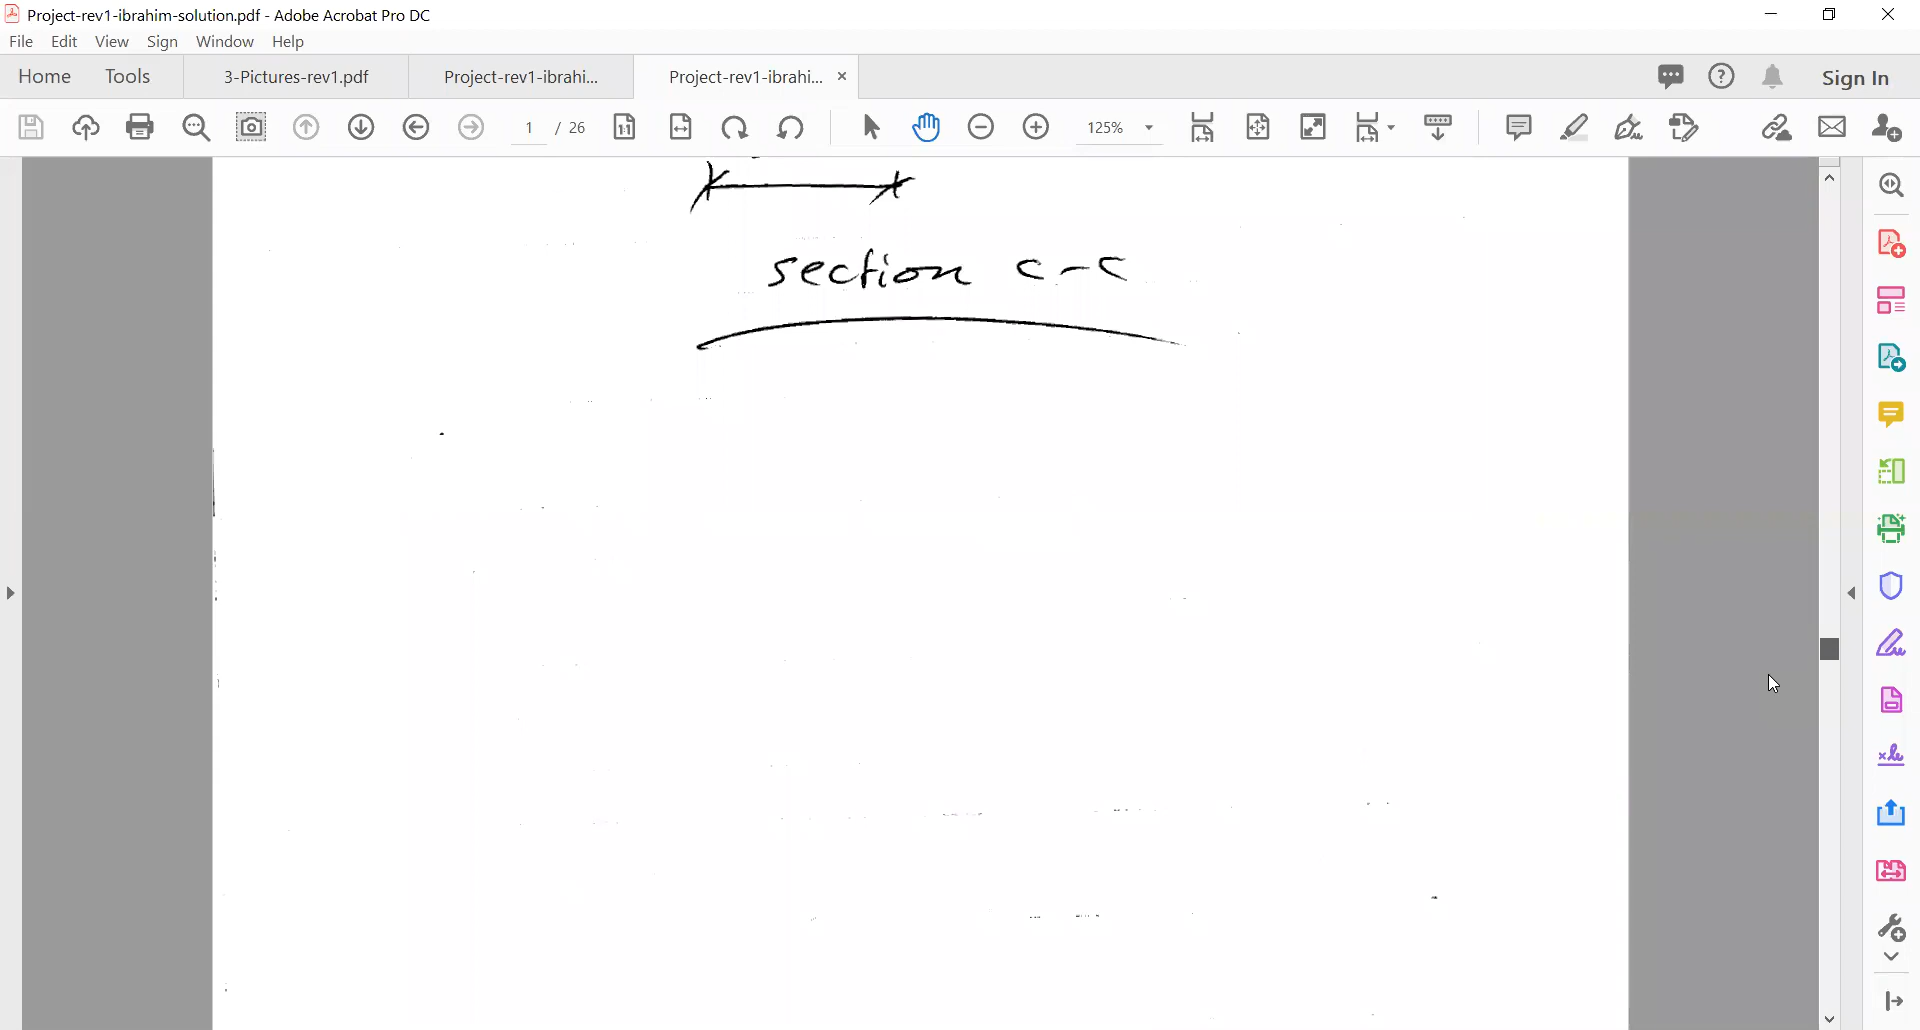 Project-rev1-ibrahim-solution.pdf - Adobe Acrobat Pro DC
File Edit View Sign Window Help
Home Tools 3-Pictures-rev1.pdf Project-rev1-ibrahi... Project-rev1-ibrahi... × Sign In
1 / 26 125%
section c-c